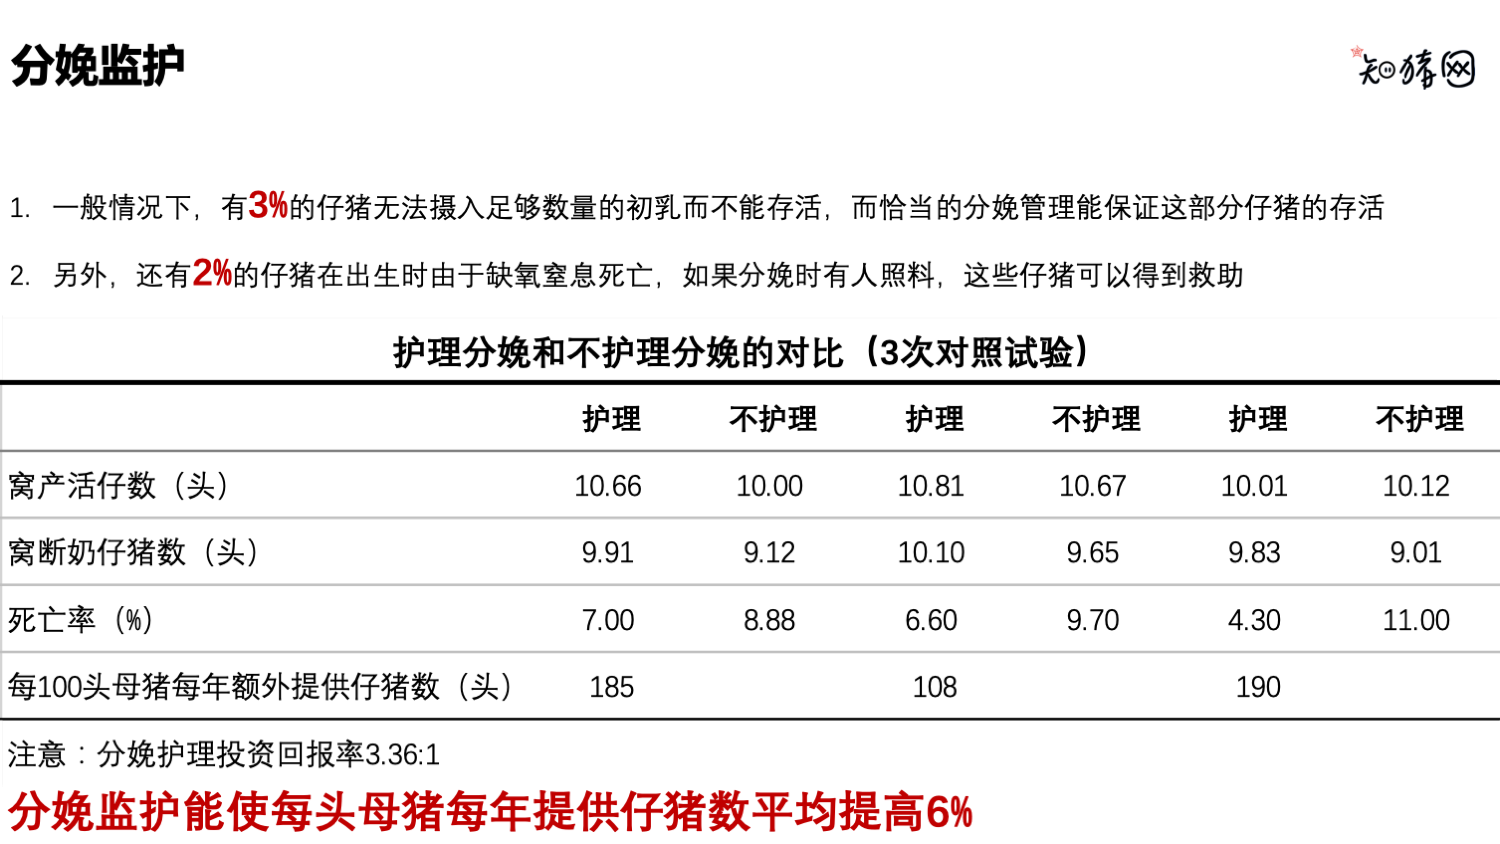 分娩监护
知猪网
1. 一般情况下，有3%的仔猪无法摄入足够数量的初乳而不能存活，而恰当的分娩管理能保证这部分仔猪的存活
2. 另外，还有2%的仔猪在出生时由于缺氧窒息死亡，如果分娩时有人照料，这些仔猪可以得到救助
护理分娩和不护理分娩的对比（3次对照试验）
护理 不护理 护理 不护理 护理 不护理
窝产活仔数（头） 10.66 10.00 10.81 10.67 10.01 10.12
窝断奶仔猪数（头） 9.91 9.12 10.10 9.65 9.83 9.01
死亡率（%） 7.00 8.88 6.60 9.70 4.30 11.00
每100头母猪每年额外提供仔猪数（头） 185 108 190
注意：分娩护理投资回报率3.36:1
分娩监护能使每头母猪每年提供仔猪数平均提高6%